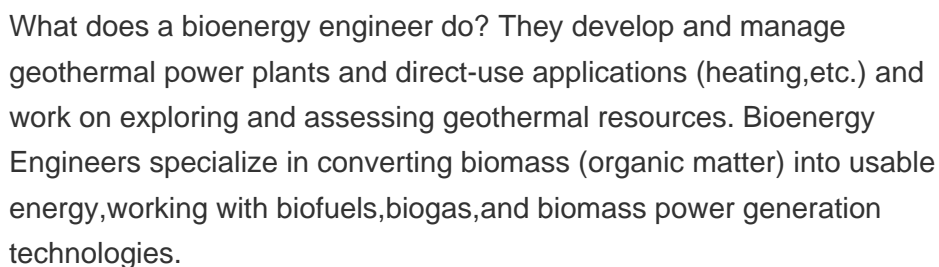 What does a bioenergy engineer do? They develop and manage
geothermal power plants and direct-use applications (heating,etc.) and
work on exploring and assessing geothermal resources. Bioenergy
Engineers specialize in converting biomass (organic matter) into usable
energy,working with biofuels,biogas,and biomass power generation
technologies.